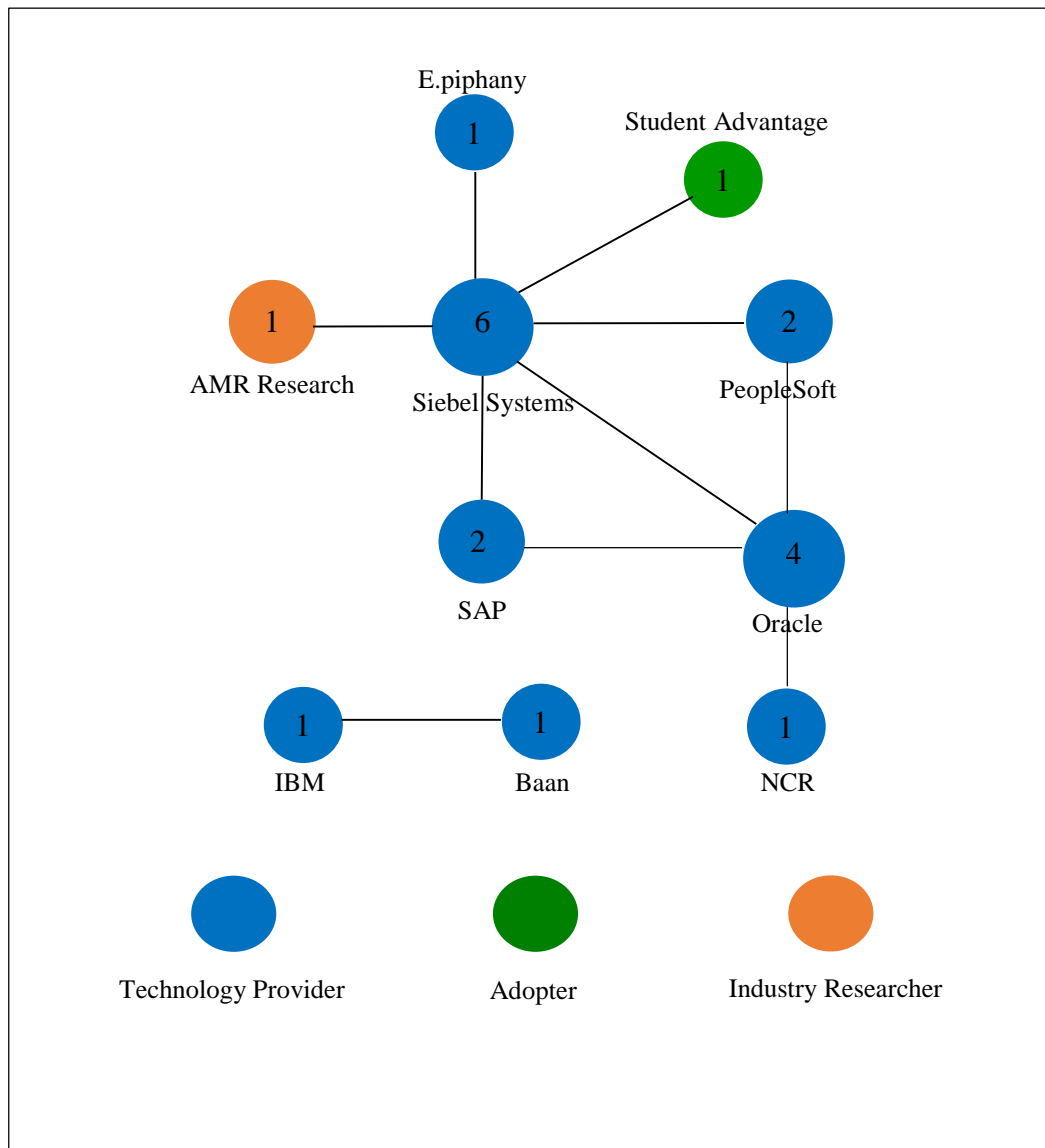 E.piphany
1
Student Advantage
1
1
6
2
AMR Research
Siebel Systems
PeopleSoft
2
4
SAP
Oracle
1
1
1
IBM
Baan
NCR
Technology Provider
Adopter
Industry Researcher